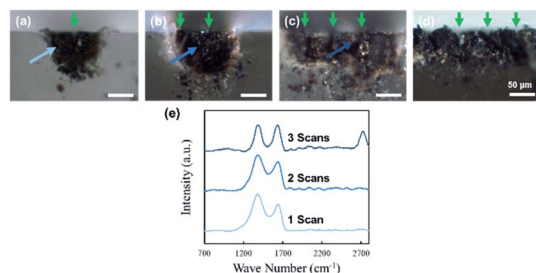 (a)
(b)
(c)
(d)
50 µm
(e)
3 Scans
2 Scans
1 Scan
Intensity (a.u.)
700 1200 1700 2200 2700
Wave Number (cm⁻¹)